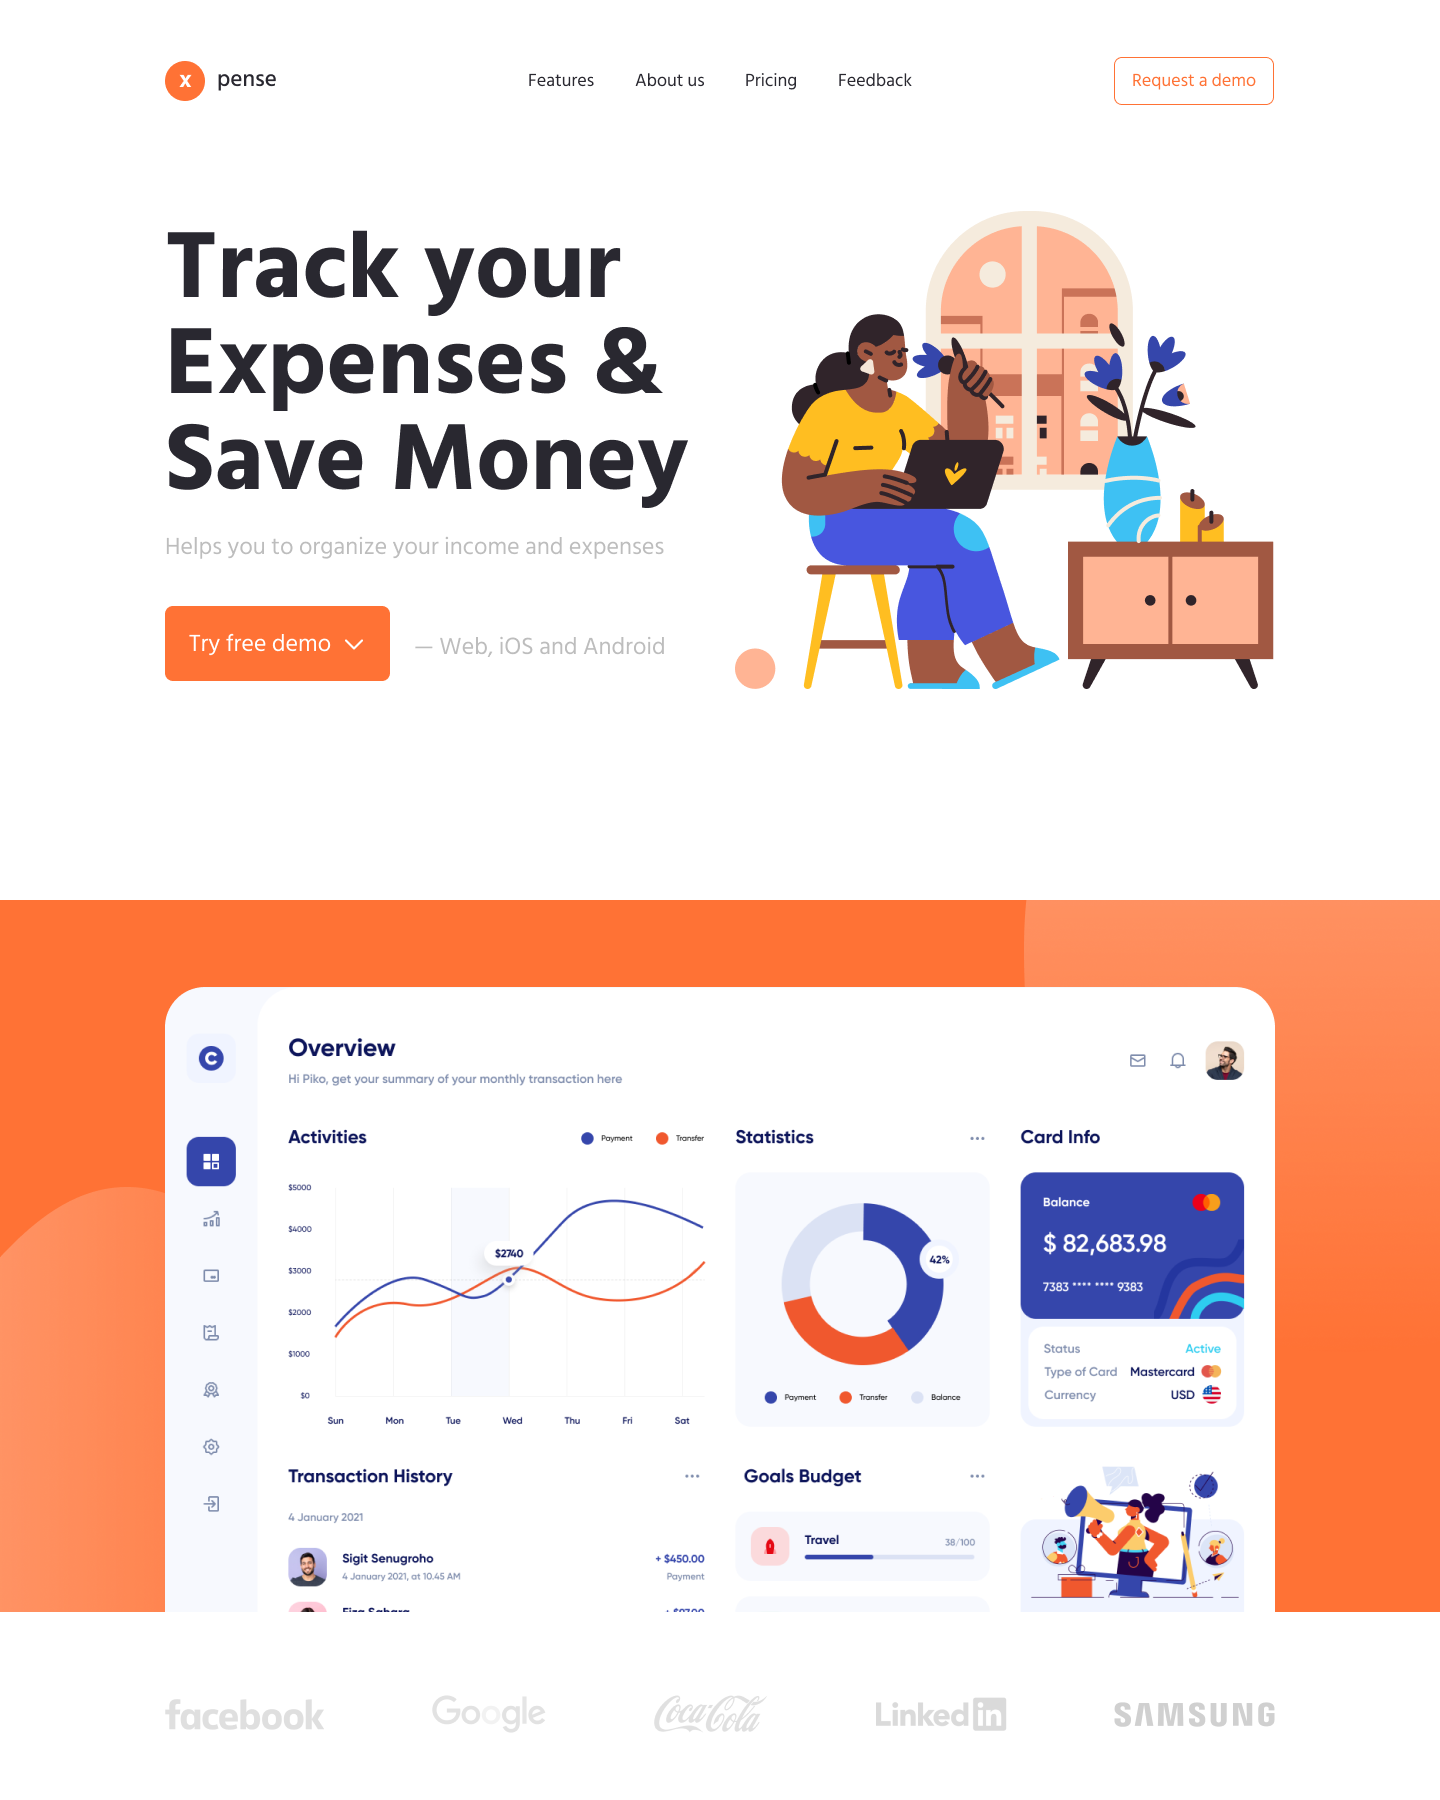 x pense
Features About us Pricing Feedback
Request a demo
Track your
Expenses &
Save Money
Helps you to organize your income and expenses
Try free demo
— Web, iOS and Android
C
Overview
Hi Piko, get your summary of your monthly transaction here
Activities
Payment Transfer
$5000
$4000
$3000
$2000
$1000
$0
$2740
Sun Mon Tue Wed Thu Fri Sat
Statistics
42%
Payment Transfer Balance
Card Info
Balance
$ 82,683.98
7383 **** **** 9383
Status Active
Type of Card Mastercard
Currency USD
Transaction History
4 January 2021
Sigit Senugroho + $450.00
4 January 2021, at 10.45 AM Payment
Goals Budget
Travel 38/100
facebook Google Coca-Cola Linkedin SAMSUNG